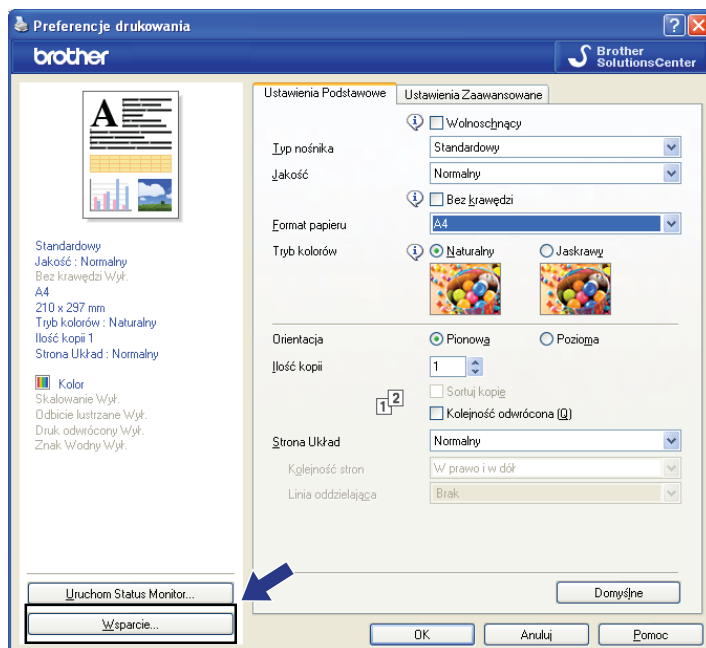 Preferencje drukowania
brother
Brother
SolutionsCenter
Ustawienia Podstawowe
Ustawienia Zaawansowane
A
Wolnoschnący
Typ nośnika
Standardowy
Jakość
Normalny
Bez krawędzi
Format papieru
A4
Tryb kolorów
Naturalny
Jaskrawy
Standardowy
Jakość : Normalny
Bez krawędzi Wył.
A4
210 x 297 mm
Tryb kolorów : Naturalny
Ilość kopii 1
Strona Układ : Normalny
Kolor
Skalowanie Wył.
Odbicie lustrzane Wył.
Druk odwrócony Wył.
Znak Wodny Wył.
Orientacja
Pionowa
Pozioma
Ilość kopii
1
Sortuj kopię
1 2
Kolejność odwrócona (Q)
Strona Układ
Normalny
Kolejność stron
W prawo i w dół
Linia oddzielająca
Brak
Uruchom Status Monitor...
Domyślne
Wsparcie...
OK
Anuluj
Pomoc